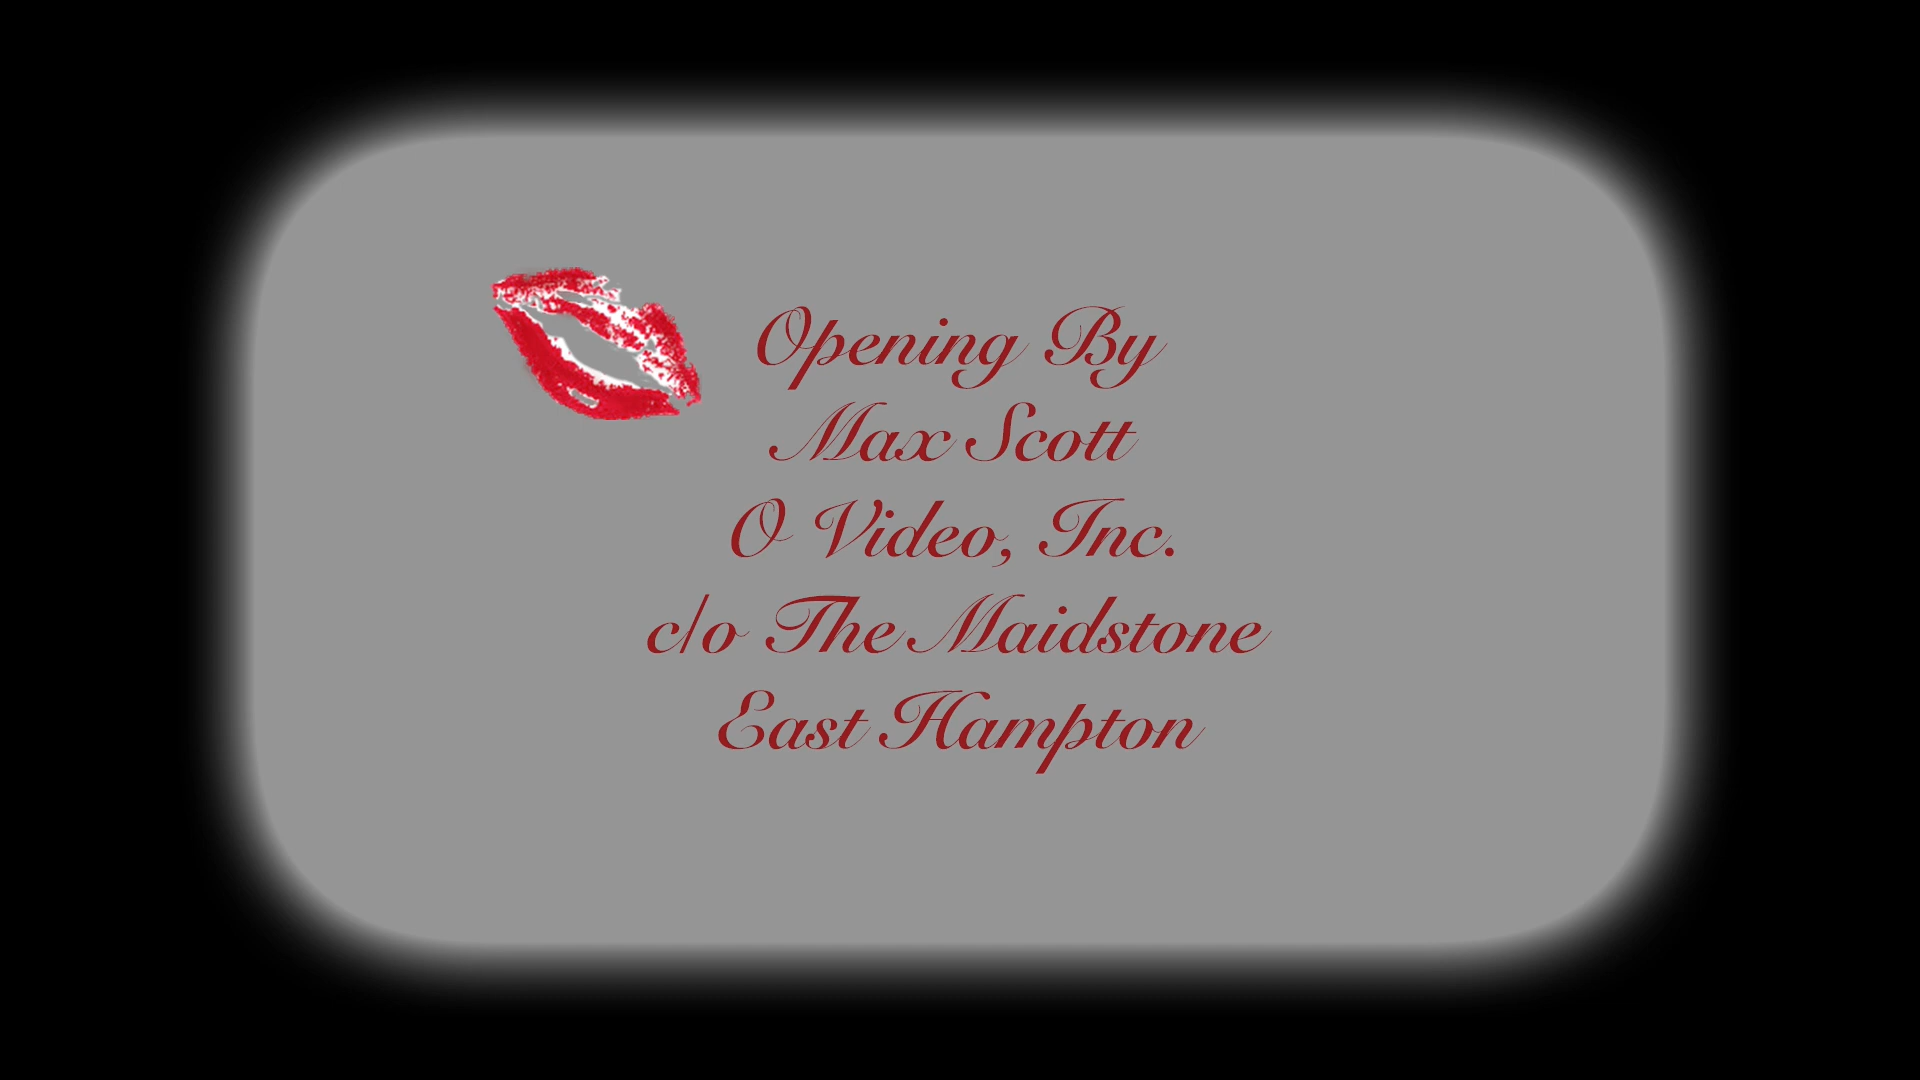 Opening By
Max Scott
O Video, Inc.
c/o The Maidstone
East Hampton